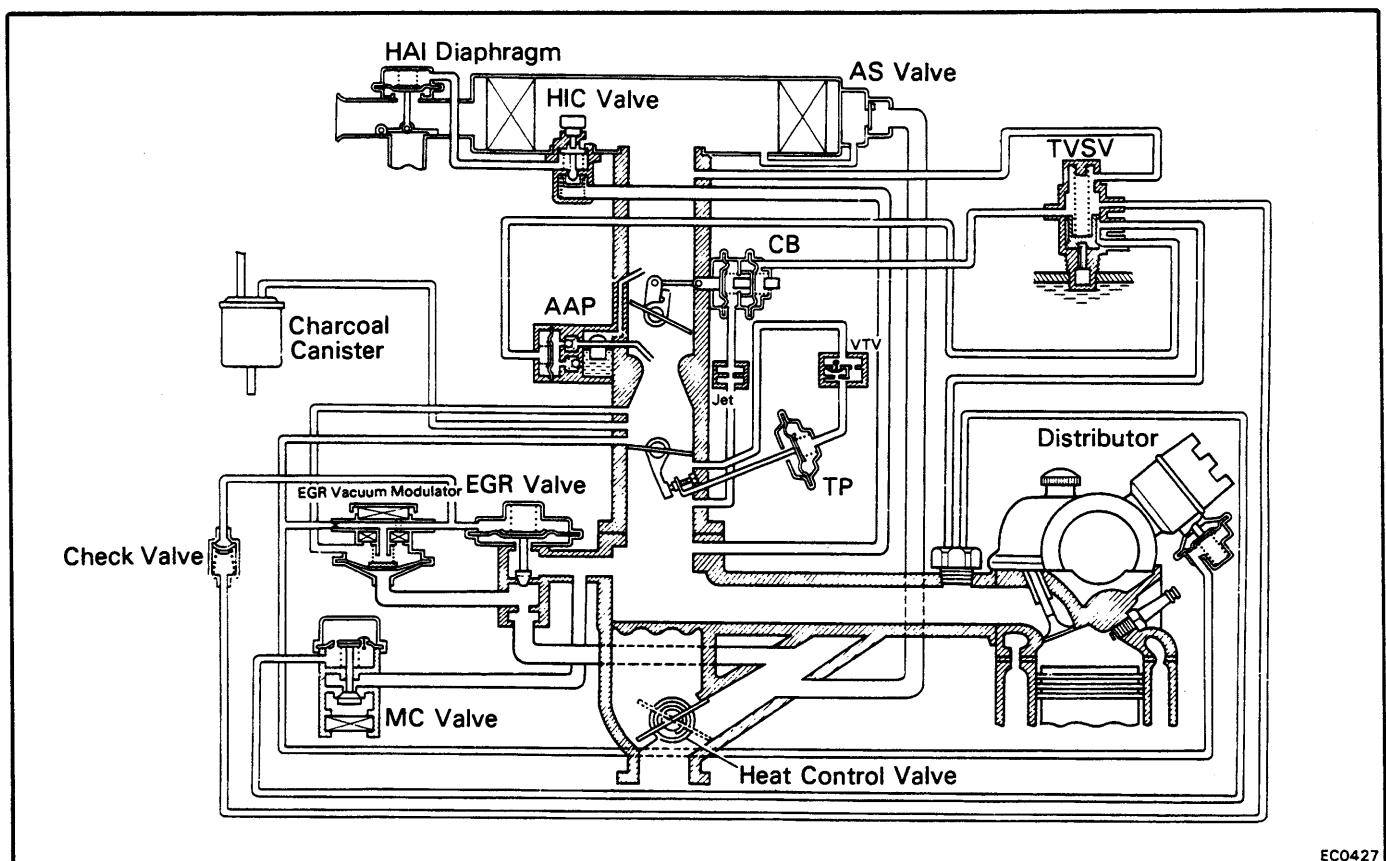 HAI Diaphragm
AS Valve
HIC Valve
TVSV
CB
AAP
Charcoal
Canister
VTV
Jet
Distributor
TP
EGR Vacuum Modulator
EGR Valve
Check Valve
MC Valve
Heat Control Valve
EC0427